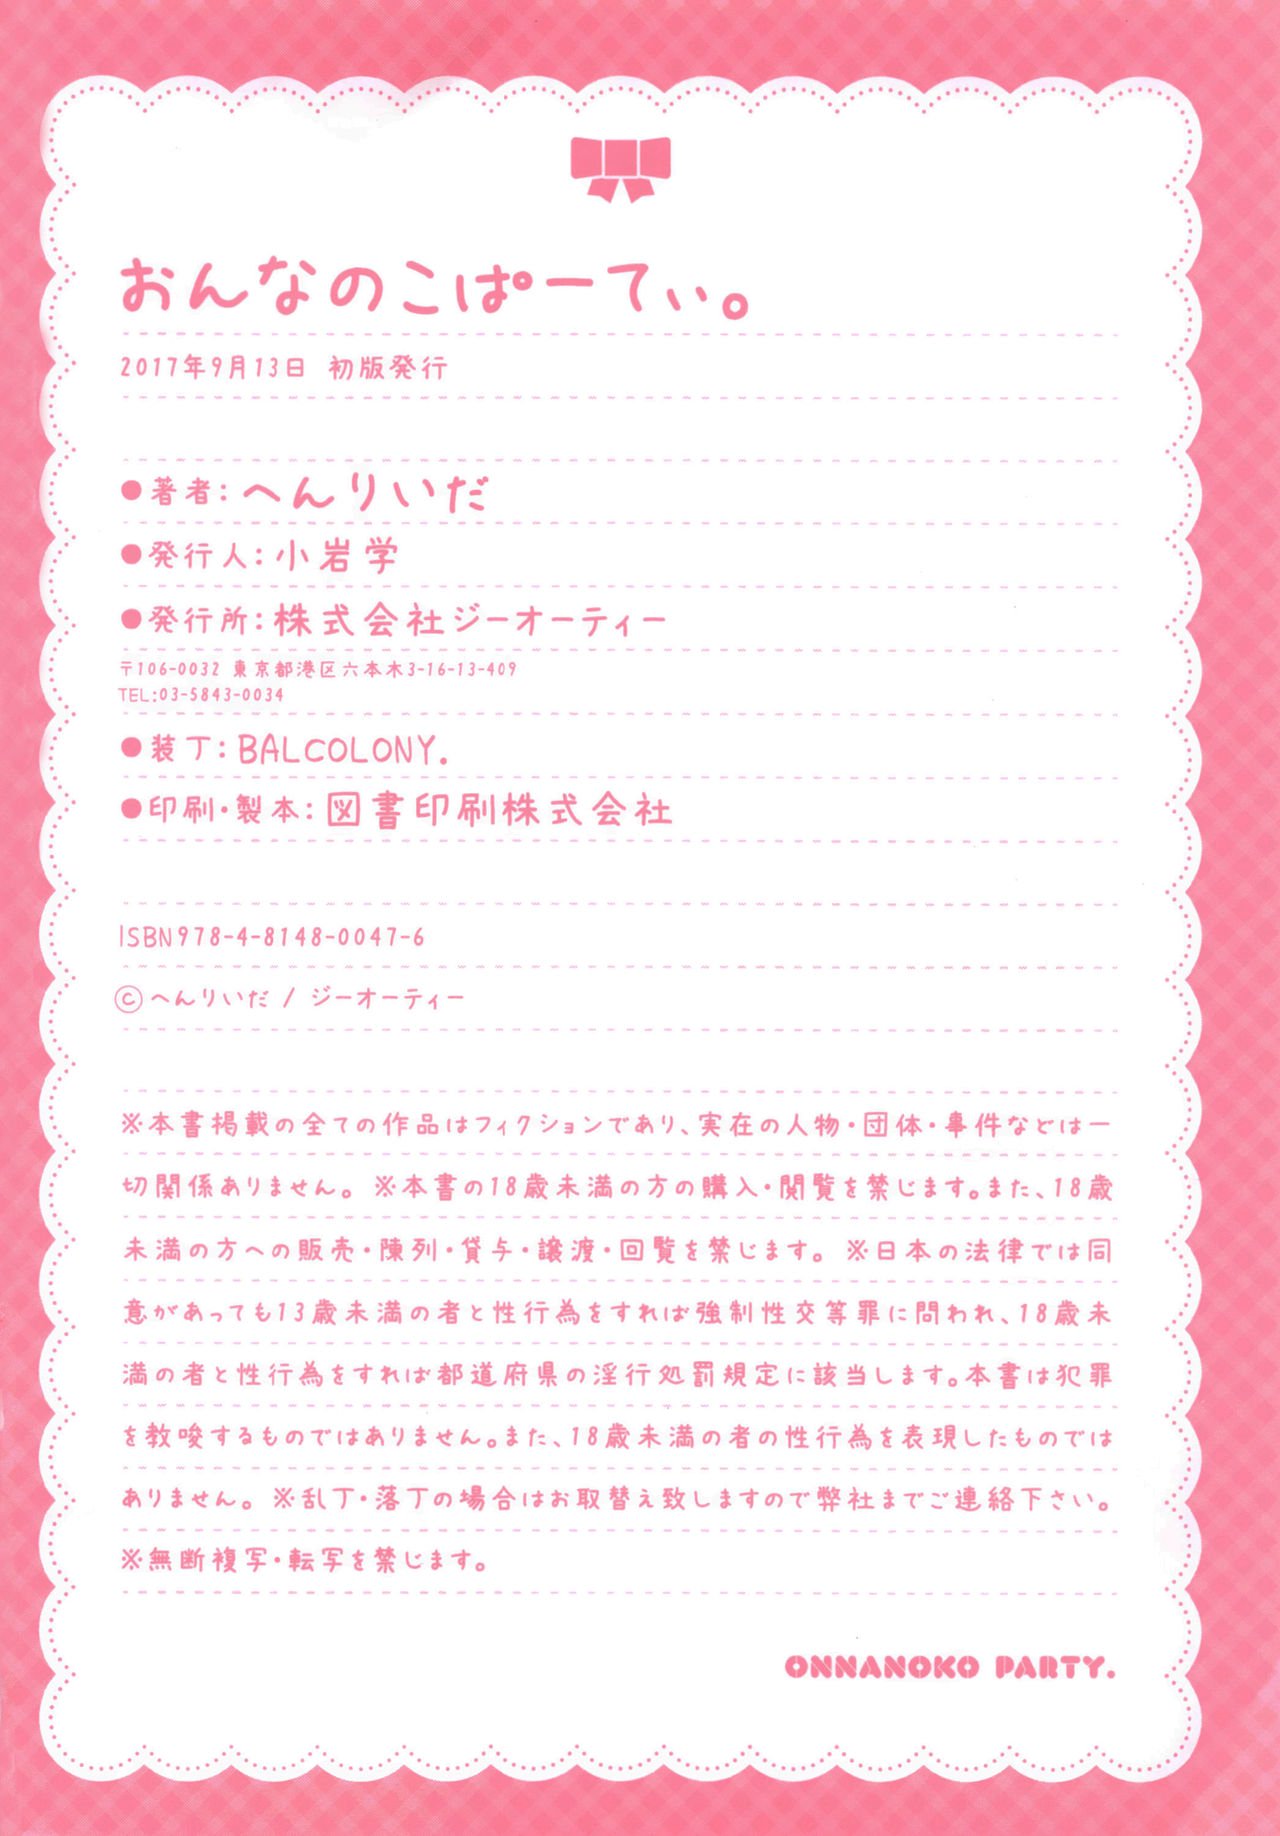 おんなのこぱーてぃ。
2017年9月13日 初版発行
●著者：へんりいだ
●発行人：小岩学
●発行所：株式会社ジーオーティー
〒106-0032 東京都港区六本木3-16-13-409
TEL:03-5843-0034
●装丁：BALCOLONY.
●印刷・製本：図書印刷株式会社
ISBN978-4-8148-0047-6
©へんりいだ / ジーオーティー
※本書掲載の全ての作品はフィクションであり、実在の人物・団体・事件などは一
切関係ありません。 ※本書の18歳未満の方の購入・閲覧を禁じます。また、18歳
未満の方への販売・陳列・貸与・譲渡・回覧を禁じます。 ※日本の法律では同
意があっても13歳未満の者と性行為をすれば強制性交等罪に問われ、18歳未
満の者と性行為をすれば都道府県の淫行処罰規定に該当します。本書は犯罪
を教唆するものではありません。また、18歳未満の者の性行為を表現したものでは
ありません。 ※乱丁・落丁の場合はお取替え致しますので弊社までご連絡下さい。
※無断複写・転写を禁じます。
ONNANOKO PARTY.